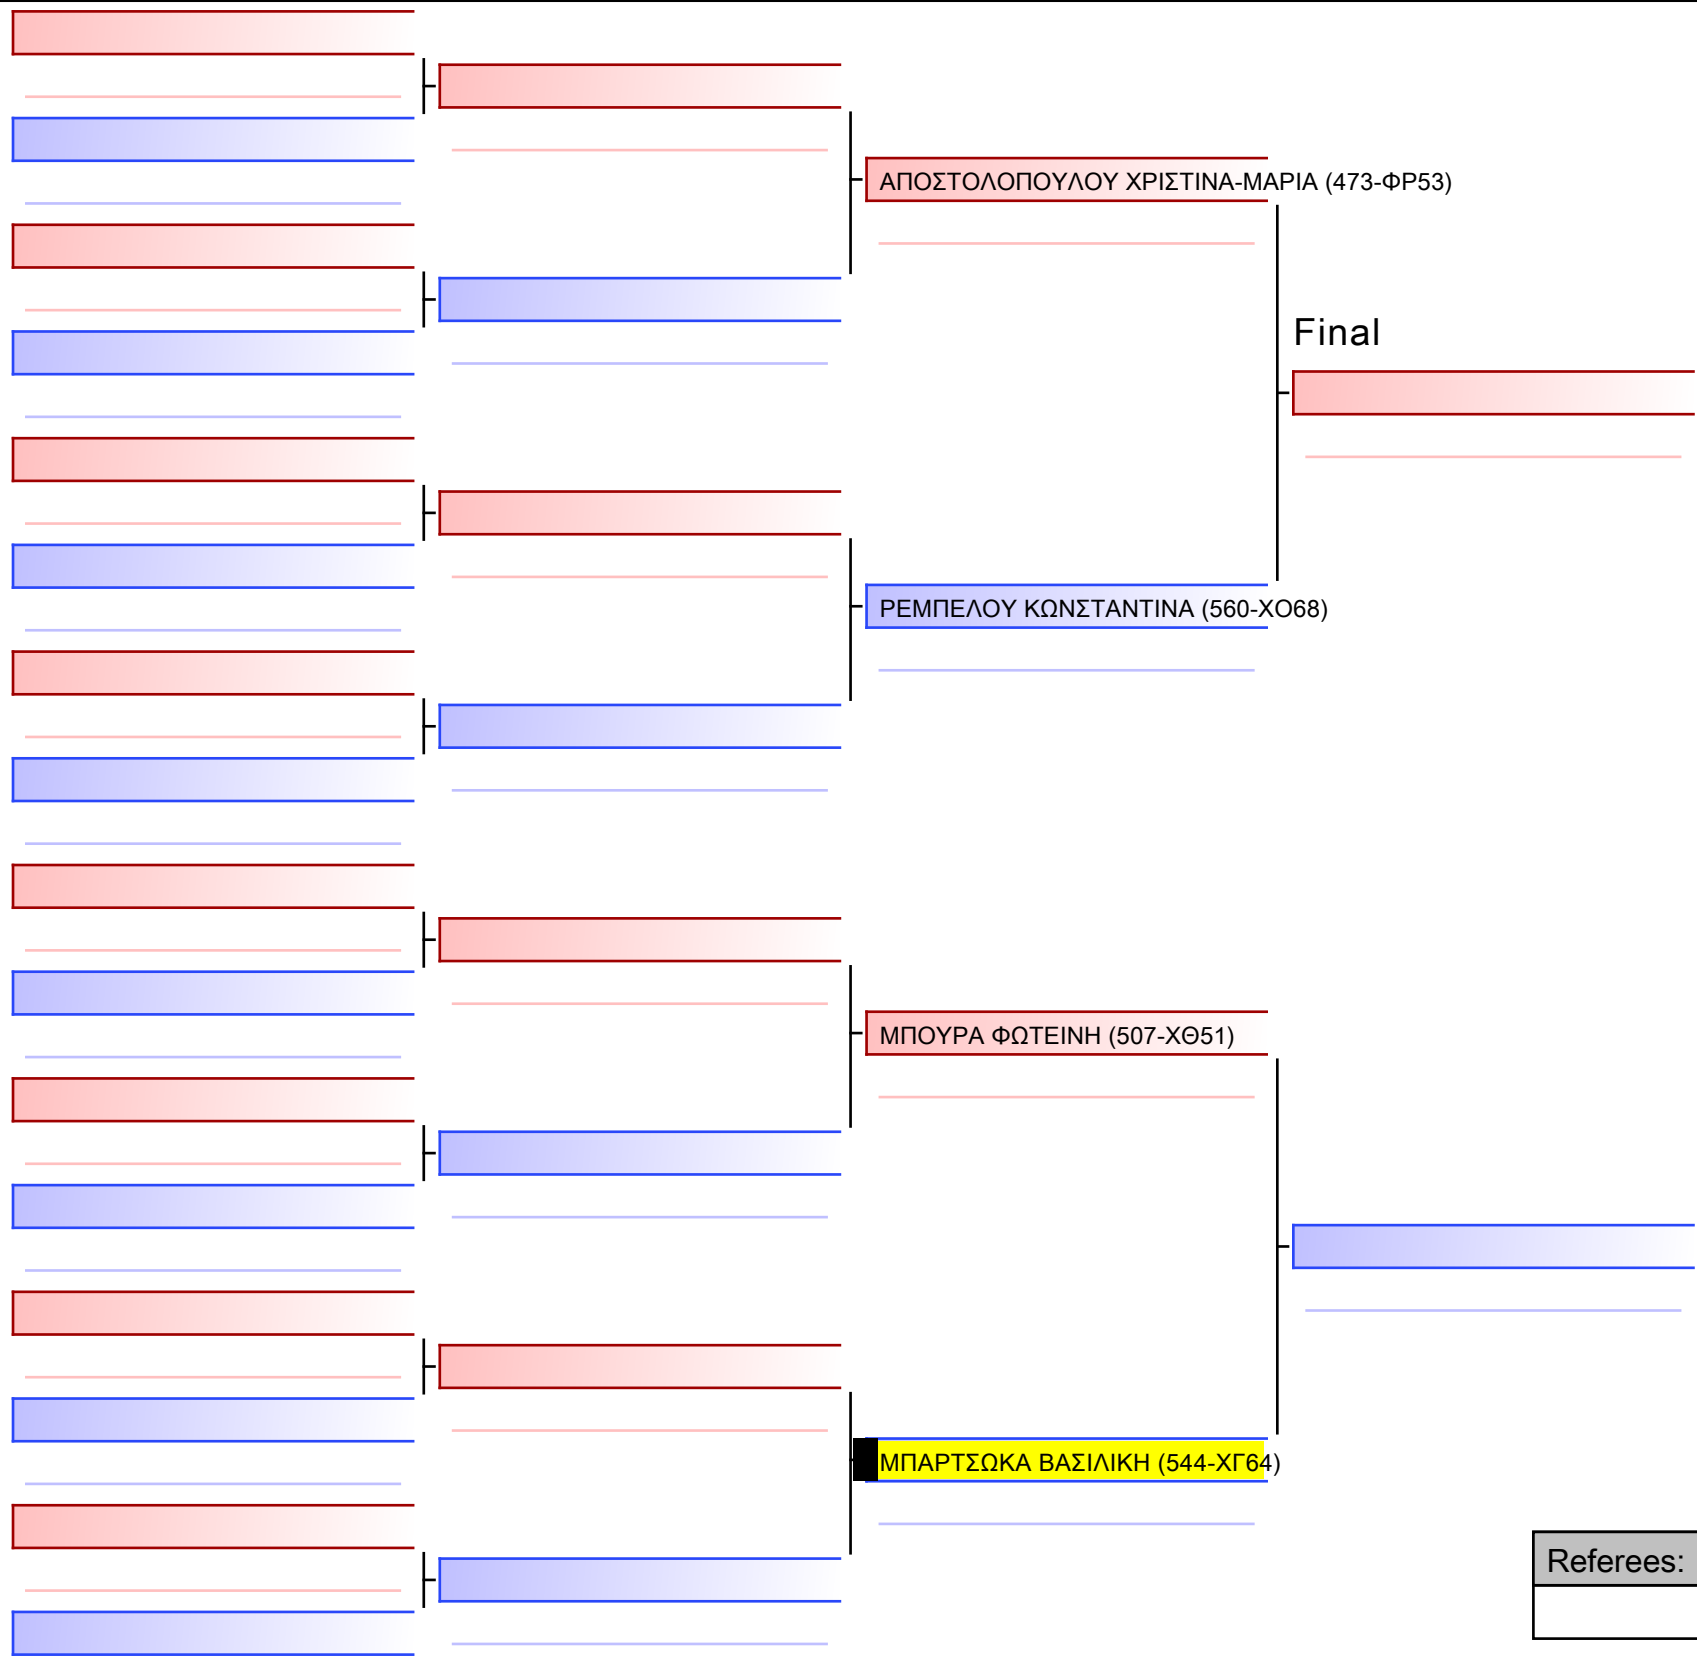 ΑΠΟΣΤΟΛΟΠΟΥΛΟΥ ΧΡΙΣΤΙΝΑ-ΜΑΡΙΑ (473-ΦΡ53)
Final
ΡΕΜΠΕΛΟΥ ΚΩΝΣΤΑΝΤΙΝΑ (560-ΧΟ68)
ΜΠΟΥΡΑ ΦΩΤΕΙΝΗ (507-ΧΘ51)
ΜΠΑΡΤΣΩΚΑ ΒΑΣΙΛΙΚΗ (544-ΧΓ64)
Referees: